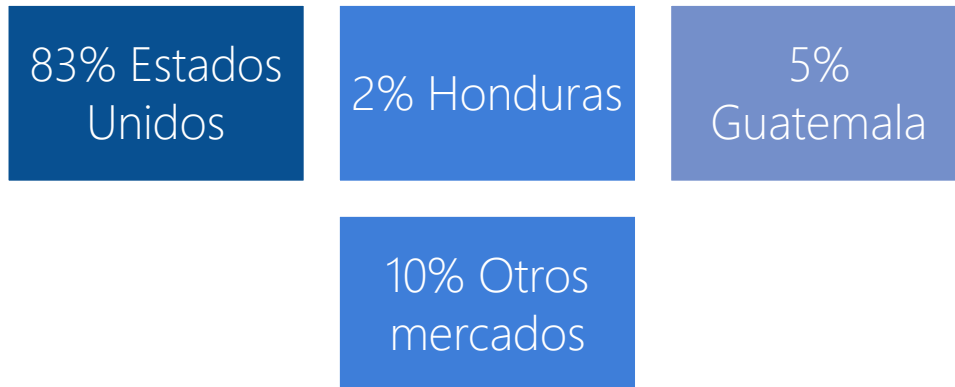 83% Estados
Unidos
2% Honduras
5%
Guatemala
10% Otros
mercados